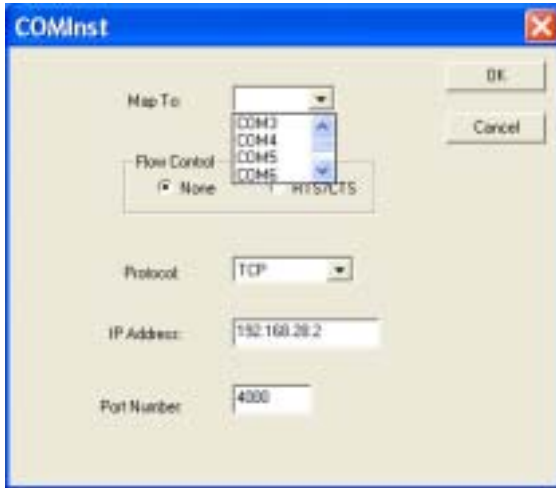 COMInst
OK
Map To:
COM3
COM4
COM5
COM6
Cancel
Flow Control
None
RTS/CTS
Protocol:
TCP
IP Address:
192.168.28.2
Port Number:
4000